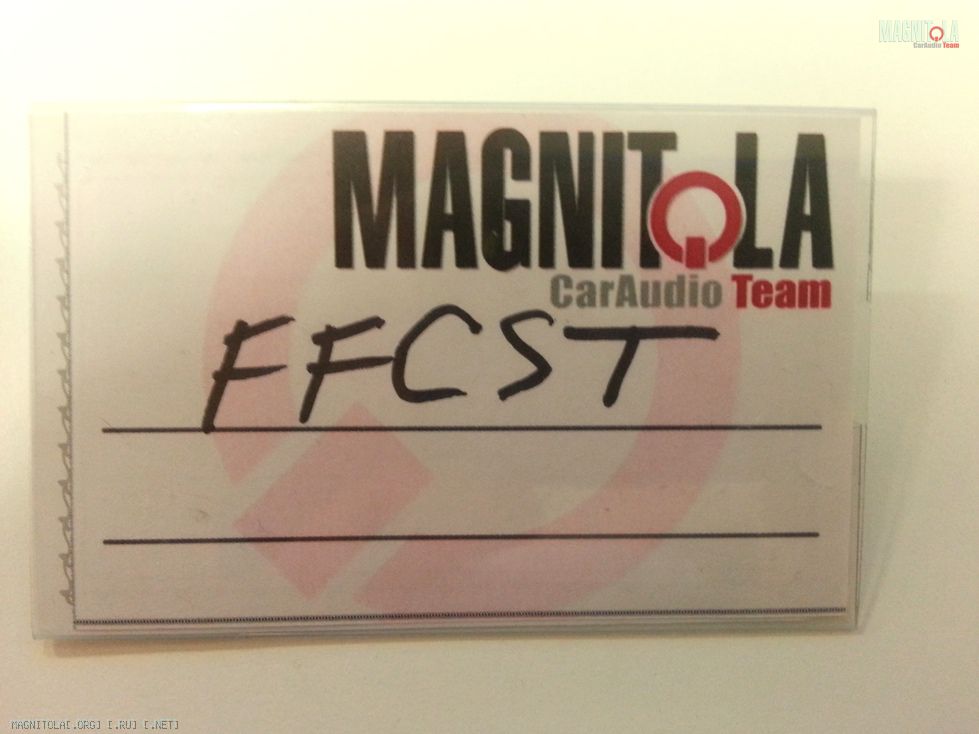 MAGNITOLA
CarAudio Team
MAGNITOLA
CarAudio Team
FFCST
MAGNITOLA[.ORG] [.RU] [.NET]